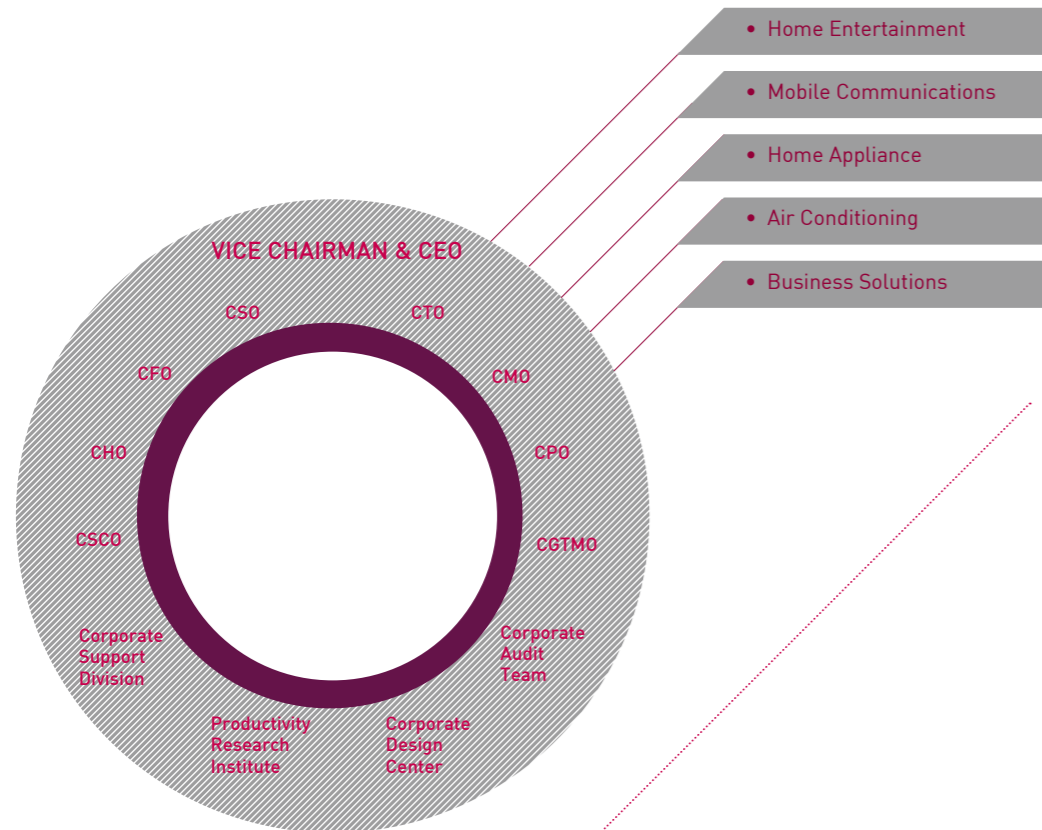 • Home Entertainment
• Mobile Communications
• Home Appliance
• Air Conditioning
• Business Solutions
VICE CHAIRMAN & CEO
CSO
CTO
CFO
CMO
CHO
CPO
CSCO
CGTMO
Corporate
Support
Division
Corporate
Audit
Team
Productivity
Research
Institute
Corporate
Design
Center